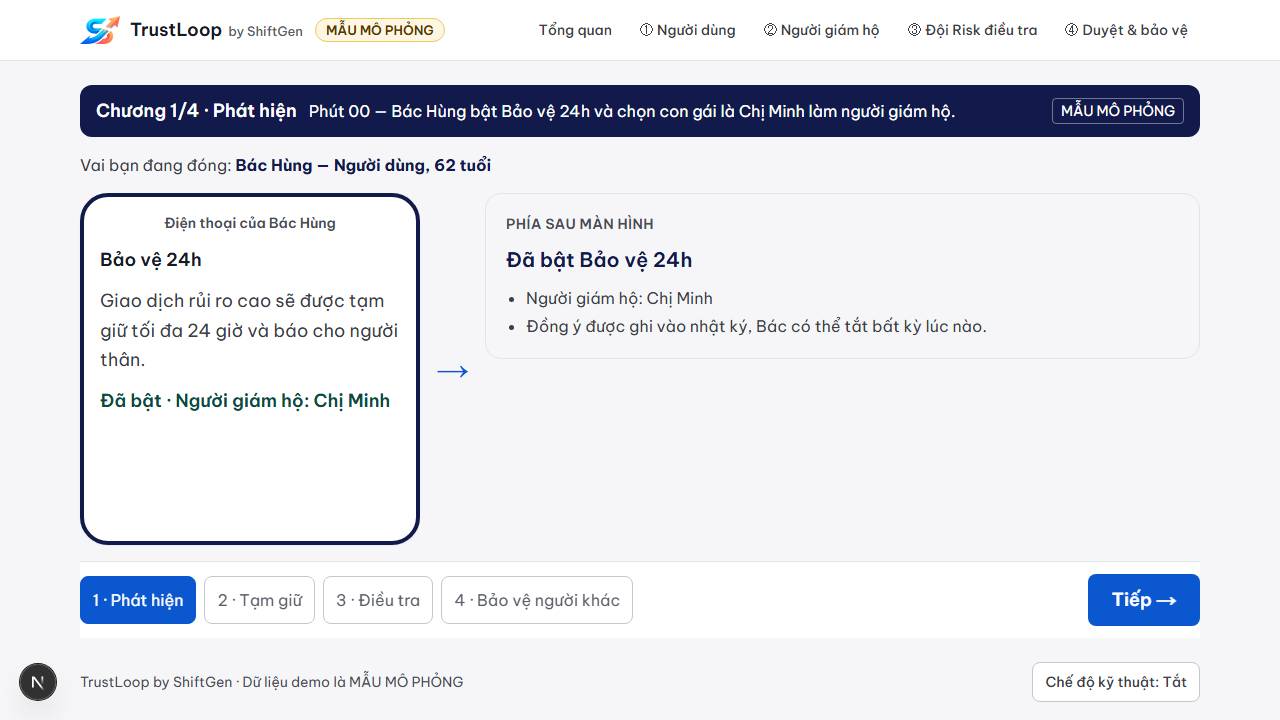 TrustLoop by ShiftGen MẪU MÔ PHỎNG Tổng quan ① Người dùng ② Người giám hộ ③ Đội Risk điều tra ④ Duyệt & bảo vệ
Chương 1/4 · Phát hiện Phút 00 — Bác Hùng bật Bảo vệ 24h và chọn con gái là Chị Minh làm người giám hộ. MẪU MÔ PHỎNG
Vai bạn đang đóng: Bác Hùng — Người dùng, 62 tuổi
Điện thoại của Bác Hùng
Bảo vệ 24h
Giao dịch rủi ro cao sẽ được tạm
giữ tối đa 24 giờ và báo cho người
thân.
Đã bật · Người giám hộ: Chị Minh
→
PHÍA SAU MÀN HÌNH
Đã bật Bảo vệ 24h
• Người giám hộ: Chị Minh
• Đồng ý được ghi vào nhật ký, Bác có thể tắt bất kỳ lúc nào.
1 · Phát hiện 2 · Tạm giữ 3 · Điều tra 4 · Bảo vệ người khác Tiếp →
N TrustLoop by ShiftGen · Dữ liệu demo là MẪU MÔ PHỎNG Chế độ kỹ thuật: Tắt